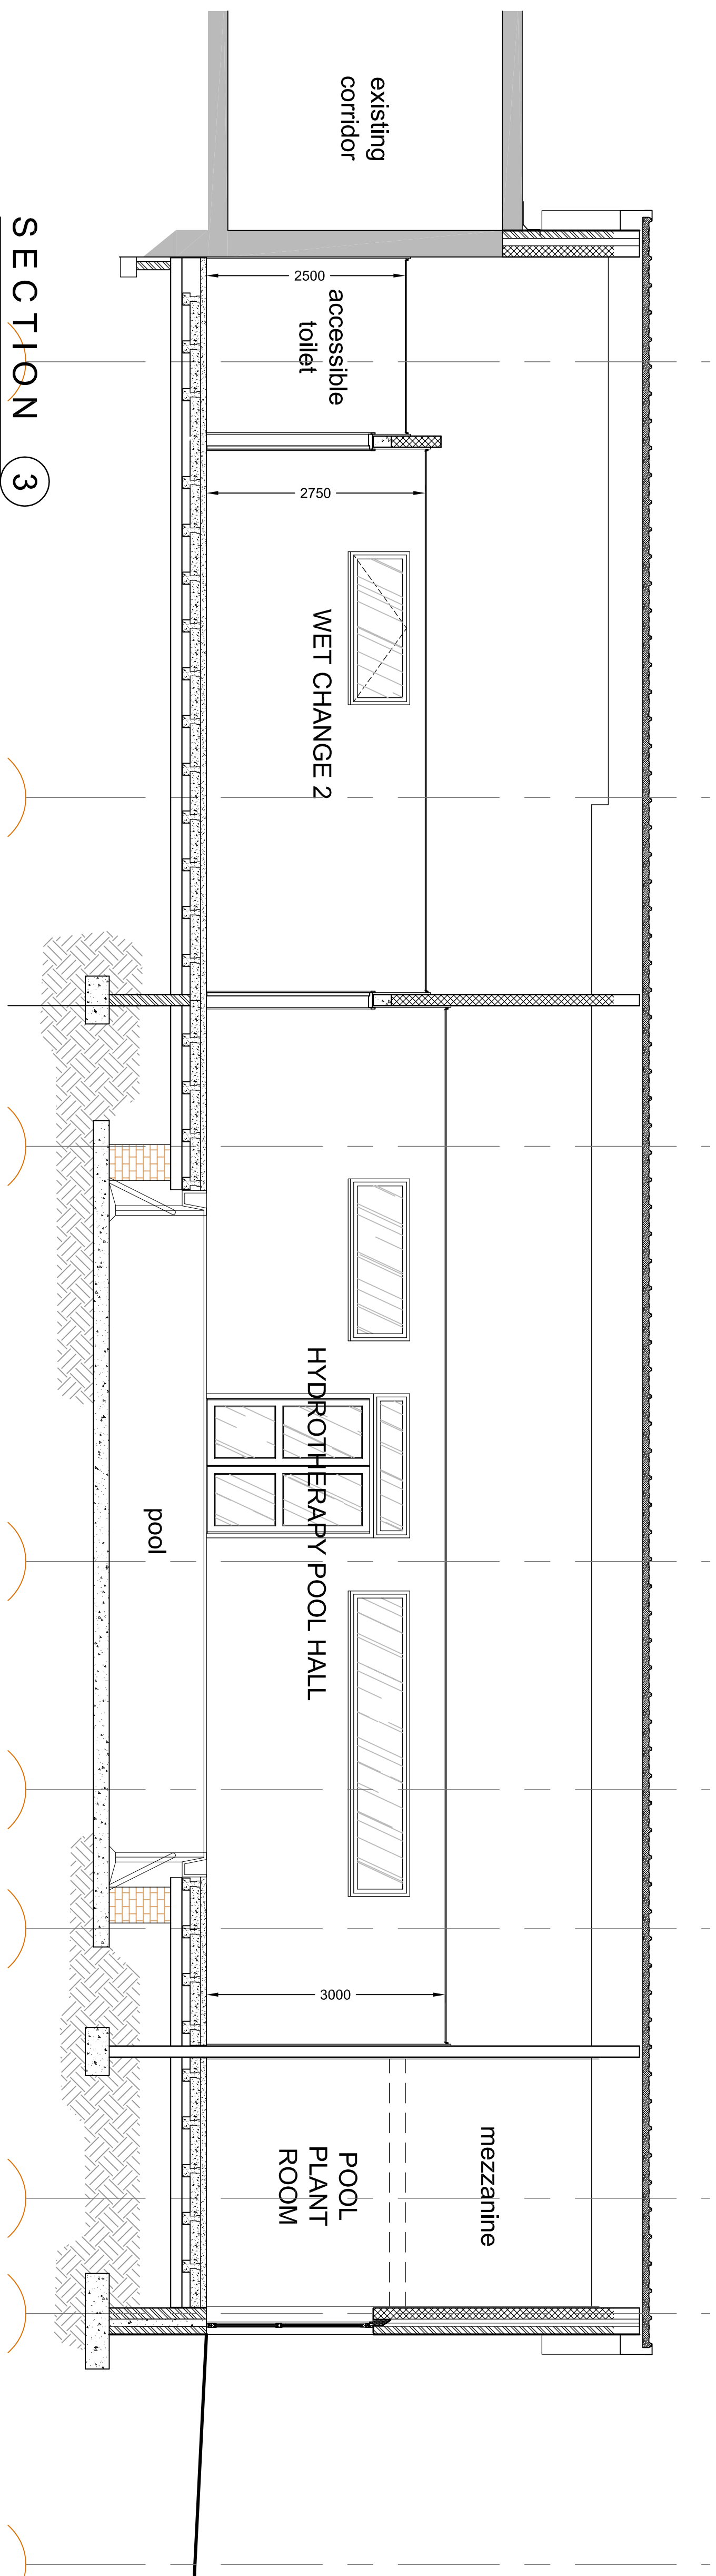 existing
corridor
2500
accessible
toilet
2750
WET CHANGE 2
HYDROTHERAPY POOL HALL
pool
3000
mezzanine
POOL
PLANT
ROOM
SECTION 3